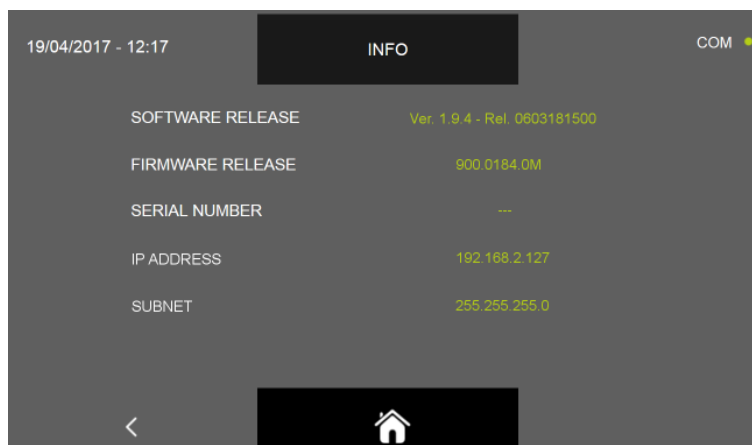 19/04/2017 - 12:17 INFO COM
SOFTWARE RELEASE Ver. 1.9.4 - Rel. 0603181500
FIRMWARE RELEASE 900.0184.0M
SERIAL NUMBER ---
IP ADDRESS 192.168.2.127
SUBNET 255.255.255.0